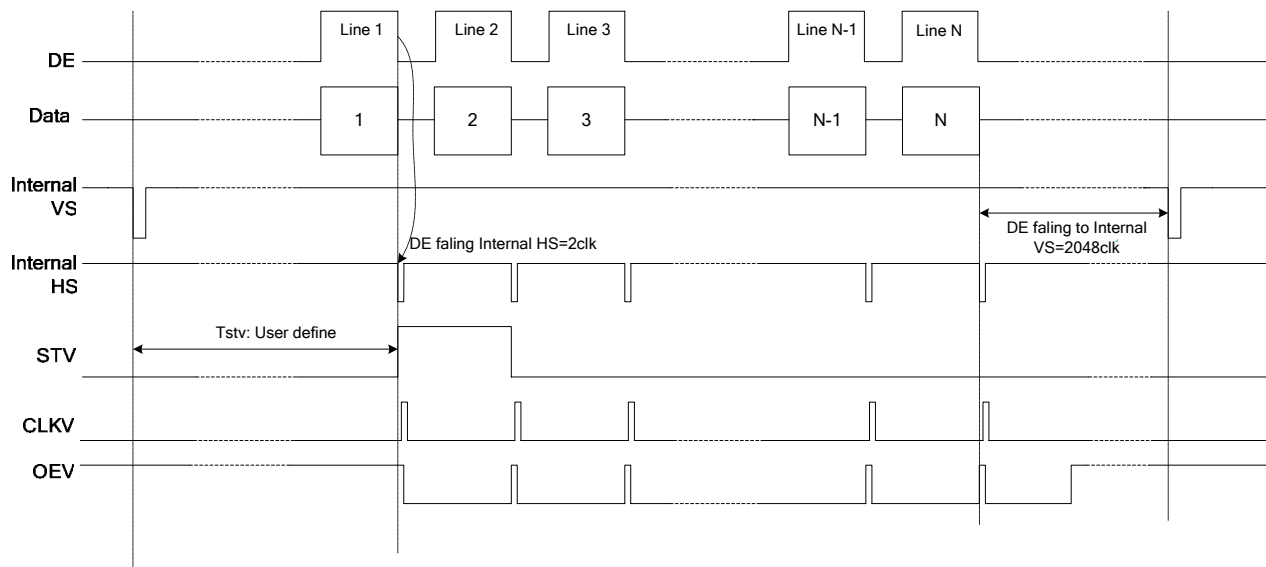 Line 1
Line 2
Line 3
Line N-1
Line N
DE
Data
1
2
3
N-1
N
Internal
VS
DE faling Internal HS=2clk
DE faling to Internal
VS=2048clk
Internal
HS
Tstv: User define
STV
CLKV
OEV